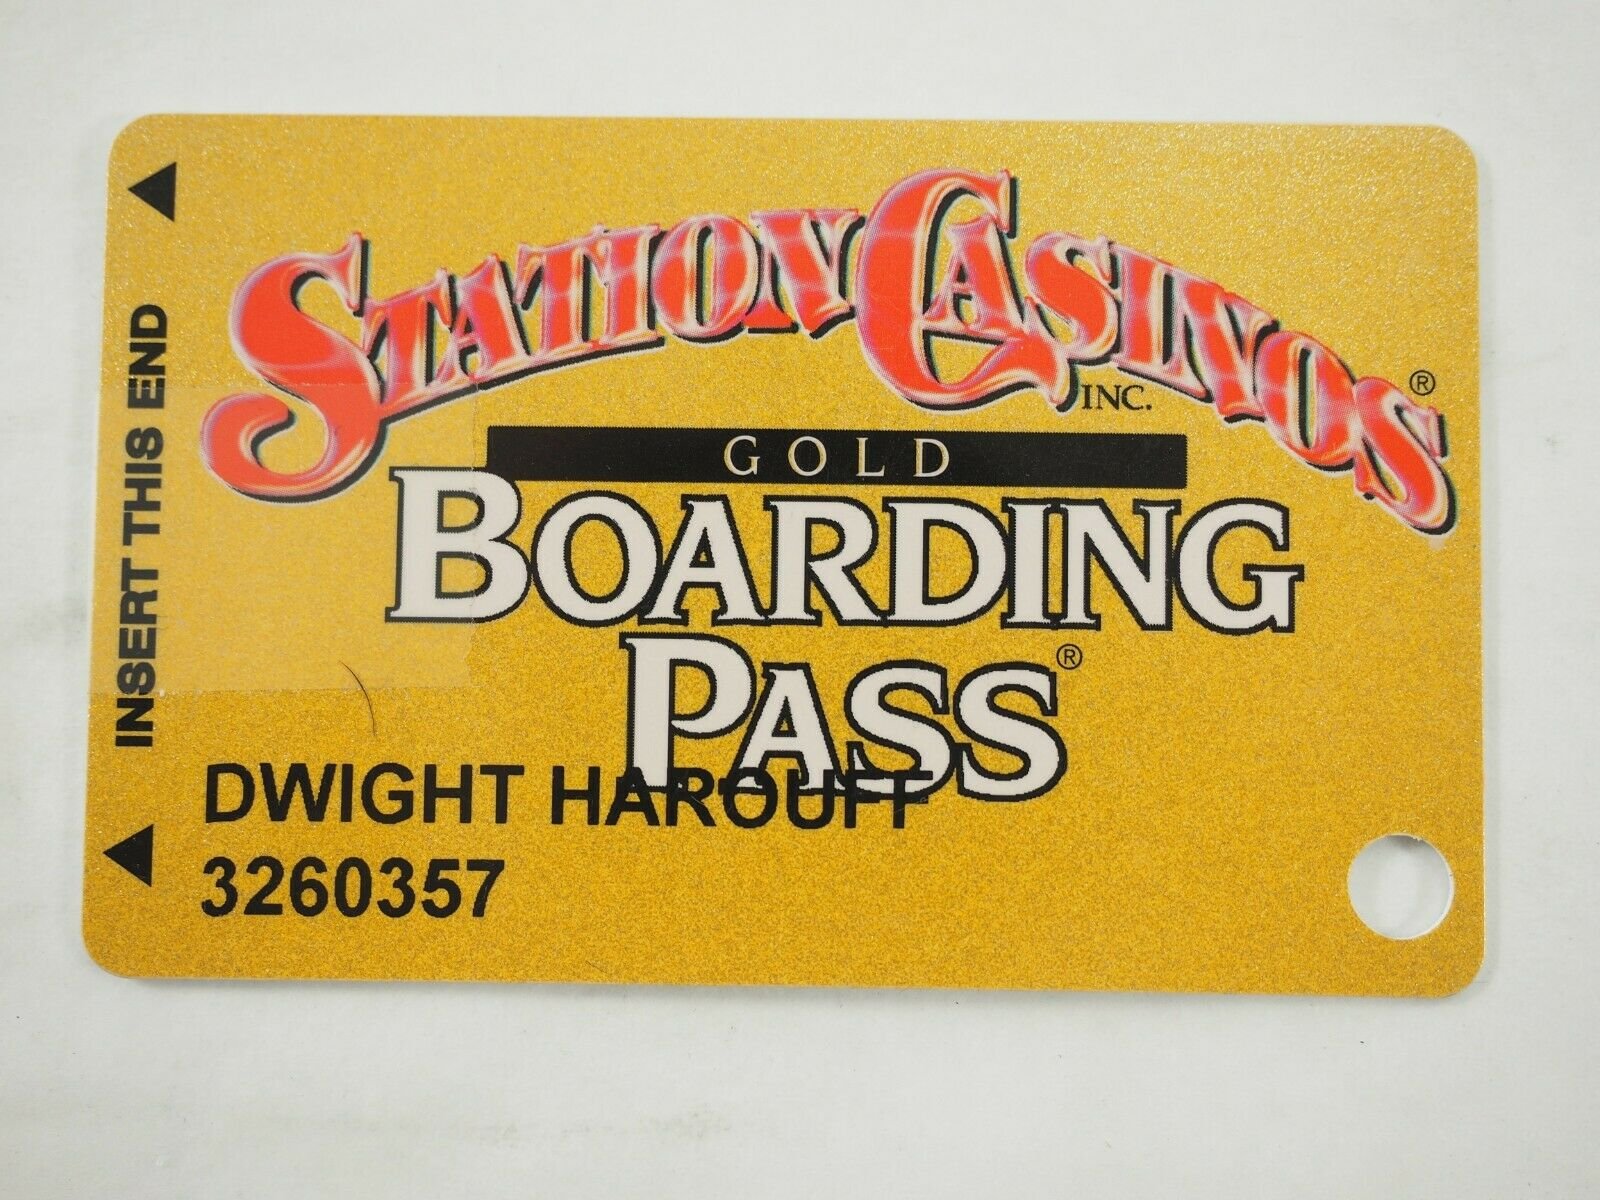 STATION CASINOS ®
INC.
GOLD
BOARDING
PASS ®
INSERT THIS END
DWIGHT HAROUFF
3260357